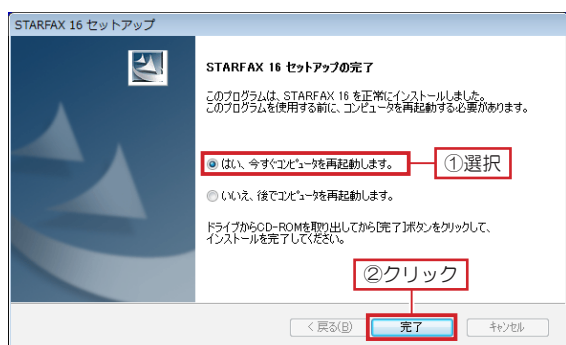 STARFAX 16 セットアップ
STARFAX 16 セットアップの完了
このプログラムは、STARFAX 16 を正常にインストールしました。
このプログラムを使用する前に、コンピュータを再起動する必要があります。
はい、今すぐコンピュータを再起動します。
①選択
いいえ、後でコンピュータを再起動します。
ドライブからCD-ROMを取り出してから[完了]ボタンをクリックして、
インストールを完了してください。
②クリック
< 戻る(B)
完了
キャンセル